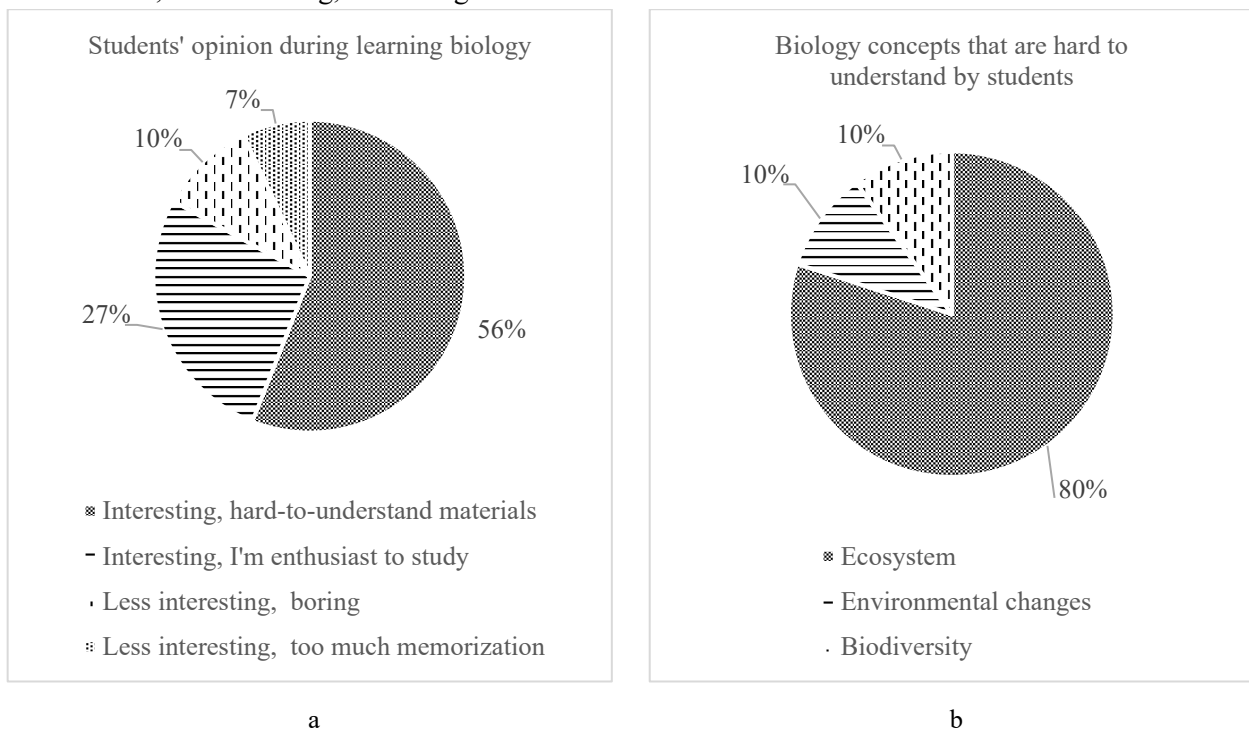 Students' opinion during learning biology
7%
10%
27%
56%
Interesting, hard-to-understand materials
Interesting, I'm enthusiast to study
Less interesting, boring
Less interesting, too much memorization
a
Biology concepts that are hard to
understand by students
10%
10%
80%
Ecosystem
Environmental changes
Biodiversity
b